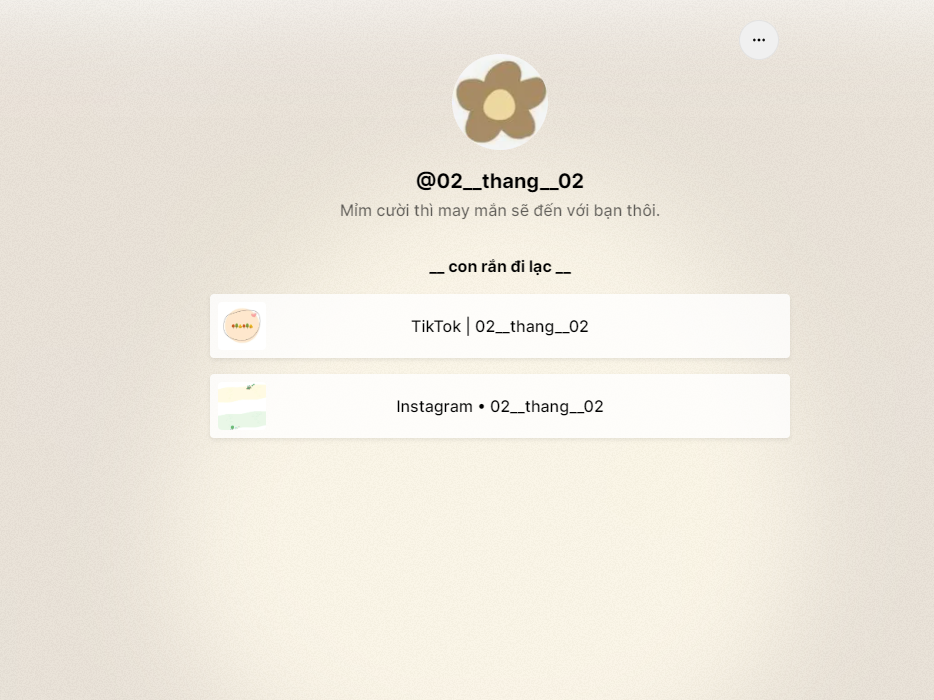 @02__thang__02
Mỉm cười thì may mắn sẽ đến với bạn thôi.
__ con rắn đi lạc __
TikTok | 02__thang__02
Instagram • 02__thang__02